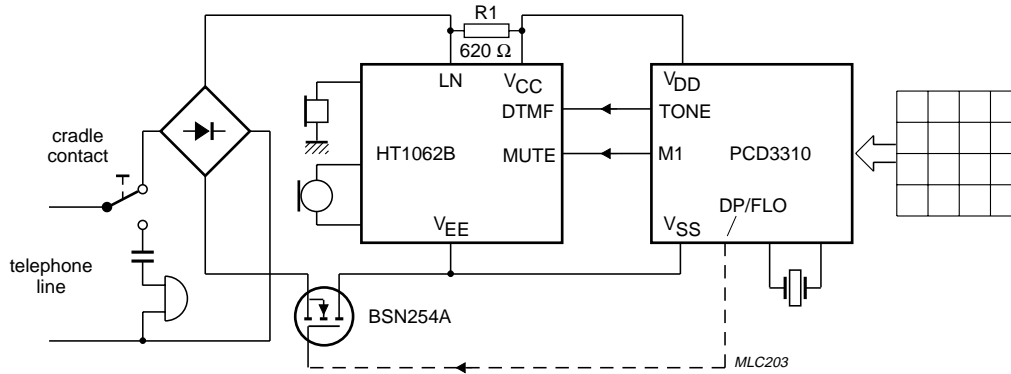 R1
620 Ω
LN
VCC
VDD
DTMF
TONE
cradle
contact
HT1062B
MUTE
M1
PCD3310
DP/FLO
VEE
VSS
telephone
line
BSN254A
MLC203